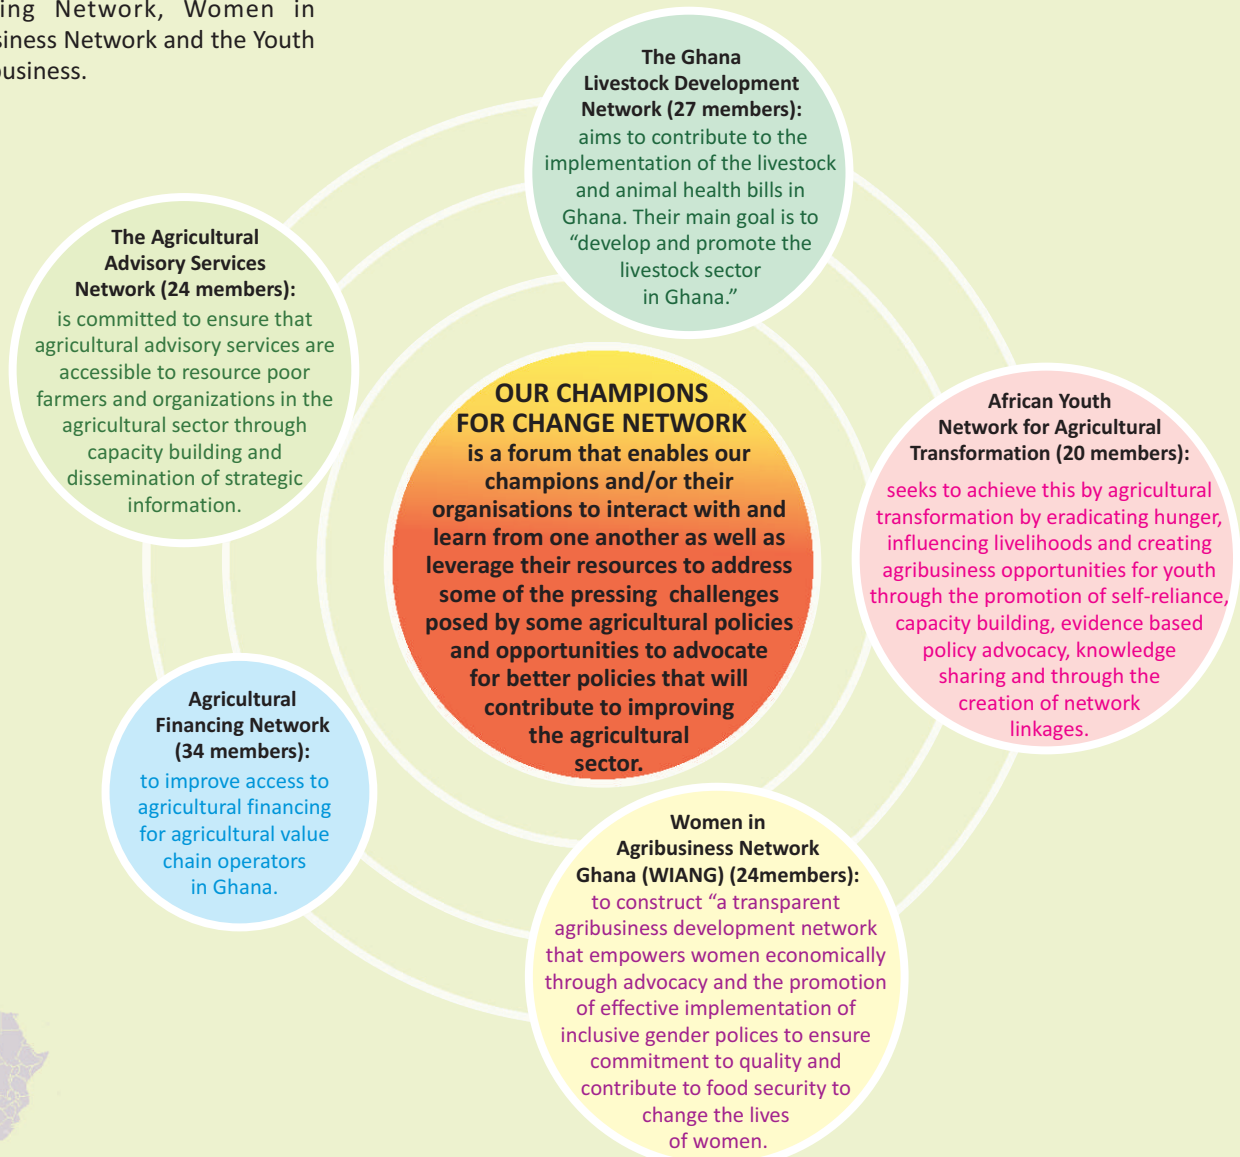 Network, Women in
Network and the Youth
The Ghana
Livestock Development
Network (27 members):
aims to contribute to the
implementation of the livestock
and animal health bills in
Ghana. Their main goal is to
“develop and promote the
livestock sector
in Ghana.”
The Agricultural
Advisory Services
Network (24 members):
is committed to ensure that
agricultural advisory services are
accessible to resource poor
farmers and organizations in the
agricultural sector through
capacity building and
dissemination of strategic
information.
OUR CHAMPIONS
FOR CHANGE NETWORK
is a forum that enables our
champions and/or their
organisations to interact with and
learn from one another as well as
leverage their resources to address
some of the pressing challenges
posed by some agricultural policies
and opportunities to advocate
for better policies that will
contribute to improving
the agricultural
sector.
African Youth
Network for Agricultural
Transformation (20 members):
seeks to achieve this by agricultural
transformation by eradicating hunger,
influencing livelihoods and creating
agribusiness opportunities for youth
through the promotion of self-reliance,
capacity building, evidence based
policy advocacy, knowledge
sharing and through the
creation of network
linkages.
Agricultural
Financing Network
(34 members):
to improve access to
agricultural financing
for agricultural value
chain operators
in Ghana.
Women in
Agribusiness Network
Ghana (WIANG) (24members):
to construct “a transparent
agribusiness development network
that empowers women economically
through advocacy and the promotion
of effective implementation of
inclusive gender polices to ensure
commitment to quality and
contribute to food security to
change the lives
of women.